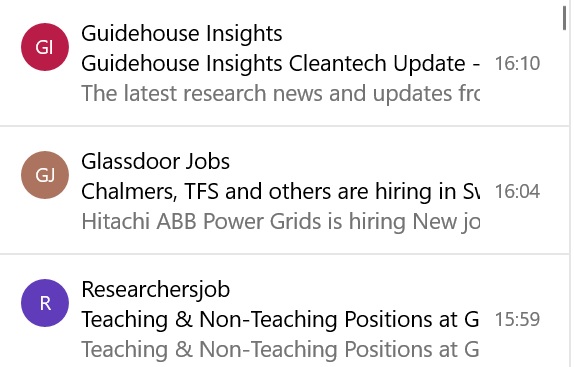 GI
Guidehouse Insights
Guidehouse Insights Cleantech Update -
16:10
The latest research news and updates fro
GJ
Glassdoor Jobs
Chalmers, TFS and others are hiring in Sw
16:04
Hitachi ABB Power Grids is hiring New jo
R
Researchersjob
Teaching & Non-Teaching Positions at G
15:59
Teaching & Non-Teaching Positions at G